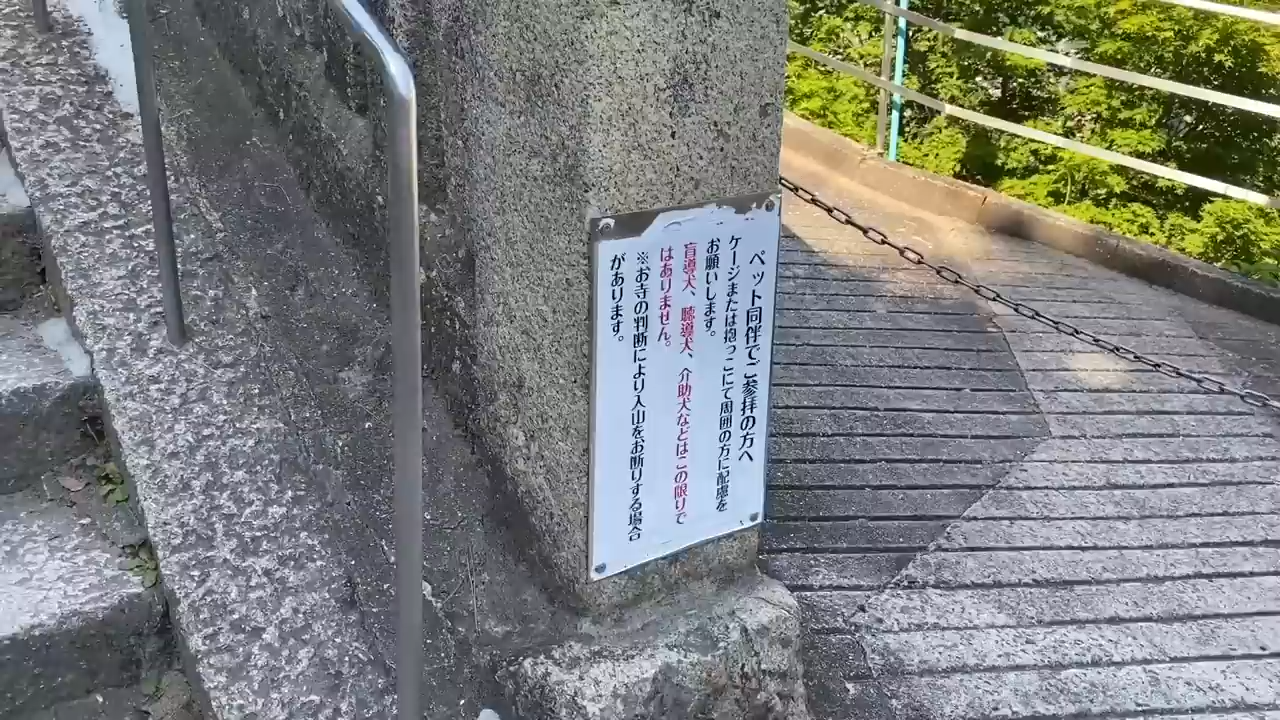 ペット同伴でご参拝の方へ
ケージまたは抱っこにて周囲の方に配慮を
お願いします。
盲導犬、聴導犬、介助犬などはこの限りで
はありません。
※お寺の判断により入山をお断りする場合
があります。